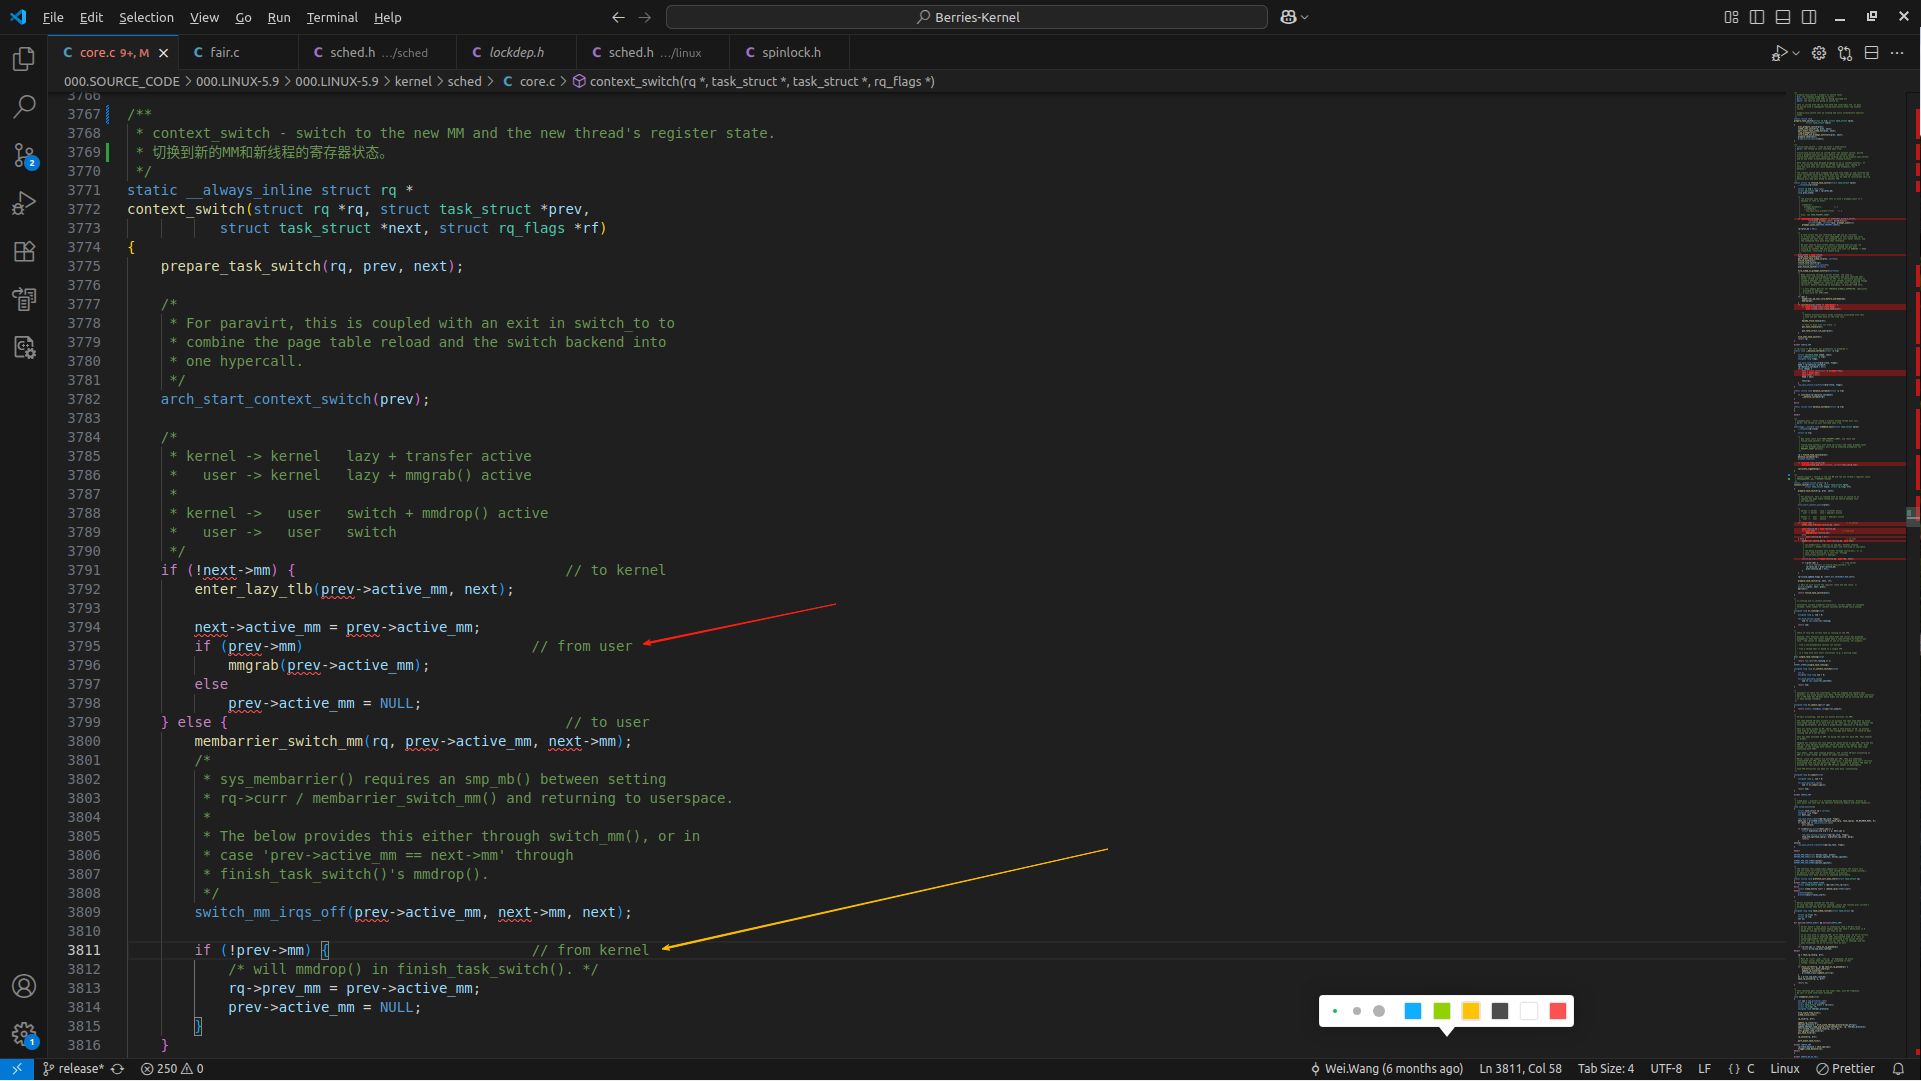 File Edit Selection View Go Run Terminal Help
Berries-Kernel
core.c 9+, M
fair.c
sched.h …/sched
lockdep.h
sched.h …/linux
spinlock.h
000.SOURCE_CODE > 000.LINUX-5.9 > 000.LINUX-5.9 > kernel > sched > C core.c > context_switch(rq *, task_struct *, task_struct *, rq_flags *)
3766
3767 /**
3768  * context_switch - switch to the new MM and the new thread's register state.
3769  * 切换到新的MM和新线程的寄存器状态。
3770  */
3771 static __always_inline struct rq *
3772 context_switch(struct rq *rq, struct task_struct *prev,
3773            struct task_struct *next, struct rq_flags *rf)
3774 {
3775     prepare_task_switch(rq, prev, next);
3776
3777     /*
3778      * For paravirt, this is coupled with an exit in switch_to to
3779      * combine the page table reload and the switch backend into
3780      * one hypercall.
3781      */
3782     arch_start_context_switch(prev);
3783
3784     /*
3785      * kernel -> kernel   lazy + transfer active
3786      *   user -> kernel   lazy + mmgrab() active
3787      *
3788      * kernel ->   user   switch + mmdrop() active
3789      *   user ->   user   switch
3790      */
3791     if (!next->mm) {                                // to kernel
3792         enter_lazy_tlb(prev->active_mm, next);
3793
3794         next->active_mm = prev->active_mm;
3795         if (prev->mm)                           // from user
3796             mmgrab(prev->active_mm);
3797         else
3798             prev->active_mm = NULL;
3799     } else {                                        // to user
3800         membarrier_switch_mm(rq, prev->active_mm, next->mm);
3801         /*
3802          * sys_membarrier() requires an smp_mb() between setting
3803          * rq->curr / membarrier_switch_mm() and returning to userspace.
3804          *
3805          * The below provides this either through switch_mm(), or in
3806          * case 'prev->active_mm == next->mm' through
3807          * finish_task_switch()'s mmdrop().
3808          */
3809         switch_mm_irqs_off(prev->active_mm, next->mm, next);
3810
3811         if (!prev->mm) {                        // from kernel
3812             /* will mmdrop() in finish_task_switch(). */
3813             rq->prev_mm = prev->active_mm;
3814             prev->active_mm = NULL;
3815         }
3816     }
2
1
release* 250 0 Wei.Wang (6 months ago) Ln 3811, Col 58 Tab Size: 4 UTF-8 LF {} C Linux Prettier